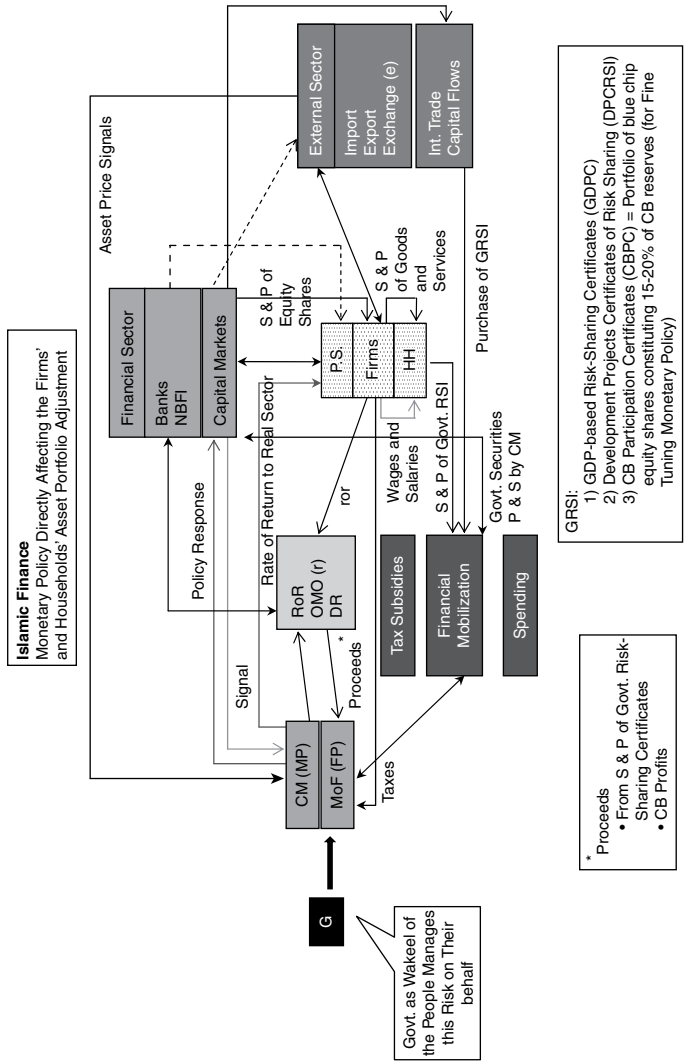 Islamic Finance
Monetary Policy Directly Affecting the Firms’
and Households’ Asset Portfolio Adjustment
Asset Price Signals
Financial Sector
Banks
NBFI
Capital Markets
External Sector
Import
Export
Exchange (e)
Int. Trade
Capital Flows
Policy Response
Signal
Rate of Return to Real Sector
S & P of
Equity
Shares
P.S.
Firms
HH
S & P
of Goods
and
Services
CM (MP)
MoF (FP)
RoR
OMO (r)
DR
ror
Proceeds
*
Wages and
Salaries
Taxes
S & P of Govt. RSI
Purchase of GRSI
Govt. Securities
P & S by CM
Tax Subsidies
Financial
Mobilization
Spending
G
Govt. as Wakeel of
the People Manages
this Risk on Their
behalf
* Proceeds
• From S & P of Govt. Risk-
Sharing Certificates
• CB Profits
GRSI:
1) GDP-based Risk-Sharing Certificates (GDPC)
2) Development Projects Certificates of Risk Sharing (DPCRSI)
3) CB Participation Certificates (CBPC) = Portfolio of blue chip
equity shares constituting 15-20% of CB reserves (for Fine
Tuning Monetary Policy)